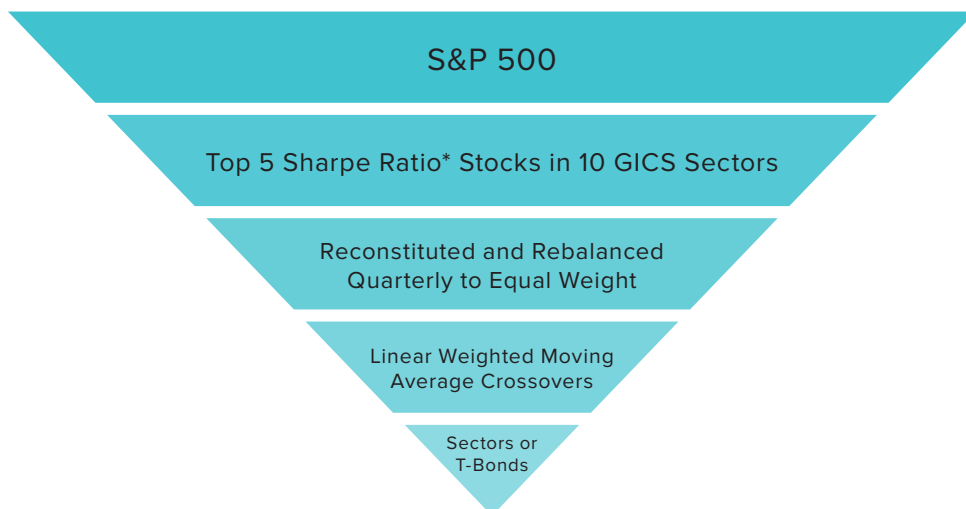 S&P 500
Top 5 Sharpe Ratio* Stocks in 10 GICS Sectors
Reconstituted and Rebalanced
Quarterly to Equal Weight
Linear Weighted Moving
Average Crossovers
Sectors or
T-Bonds